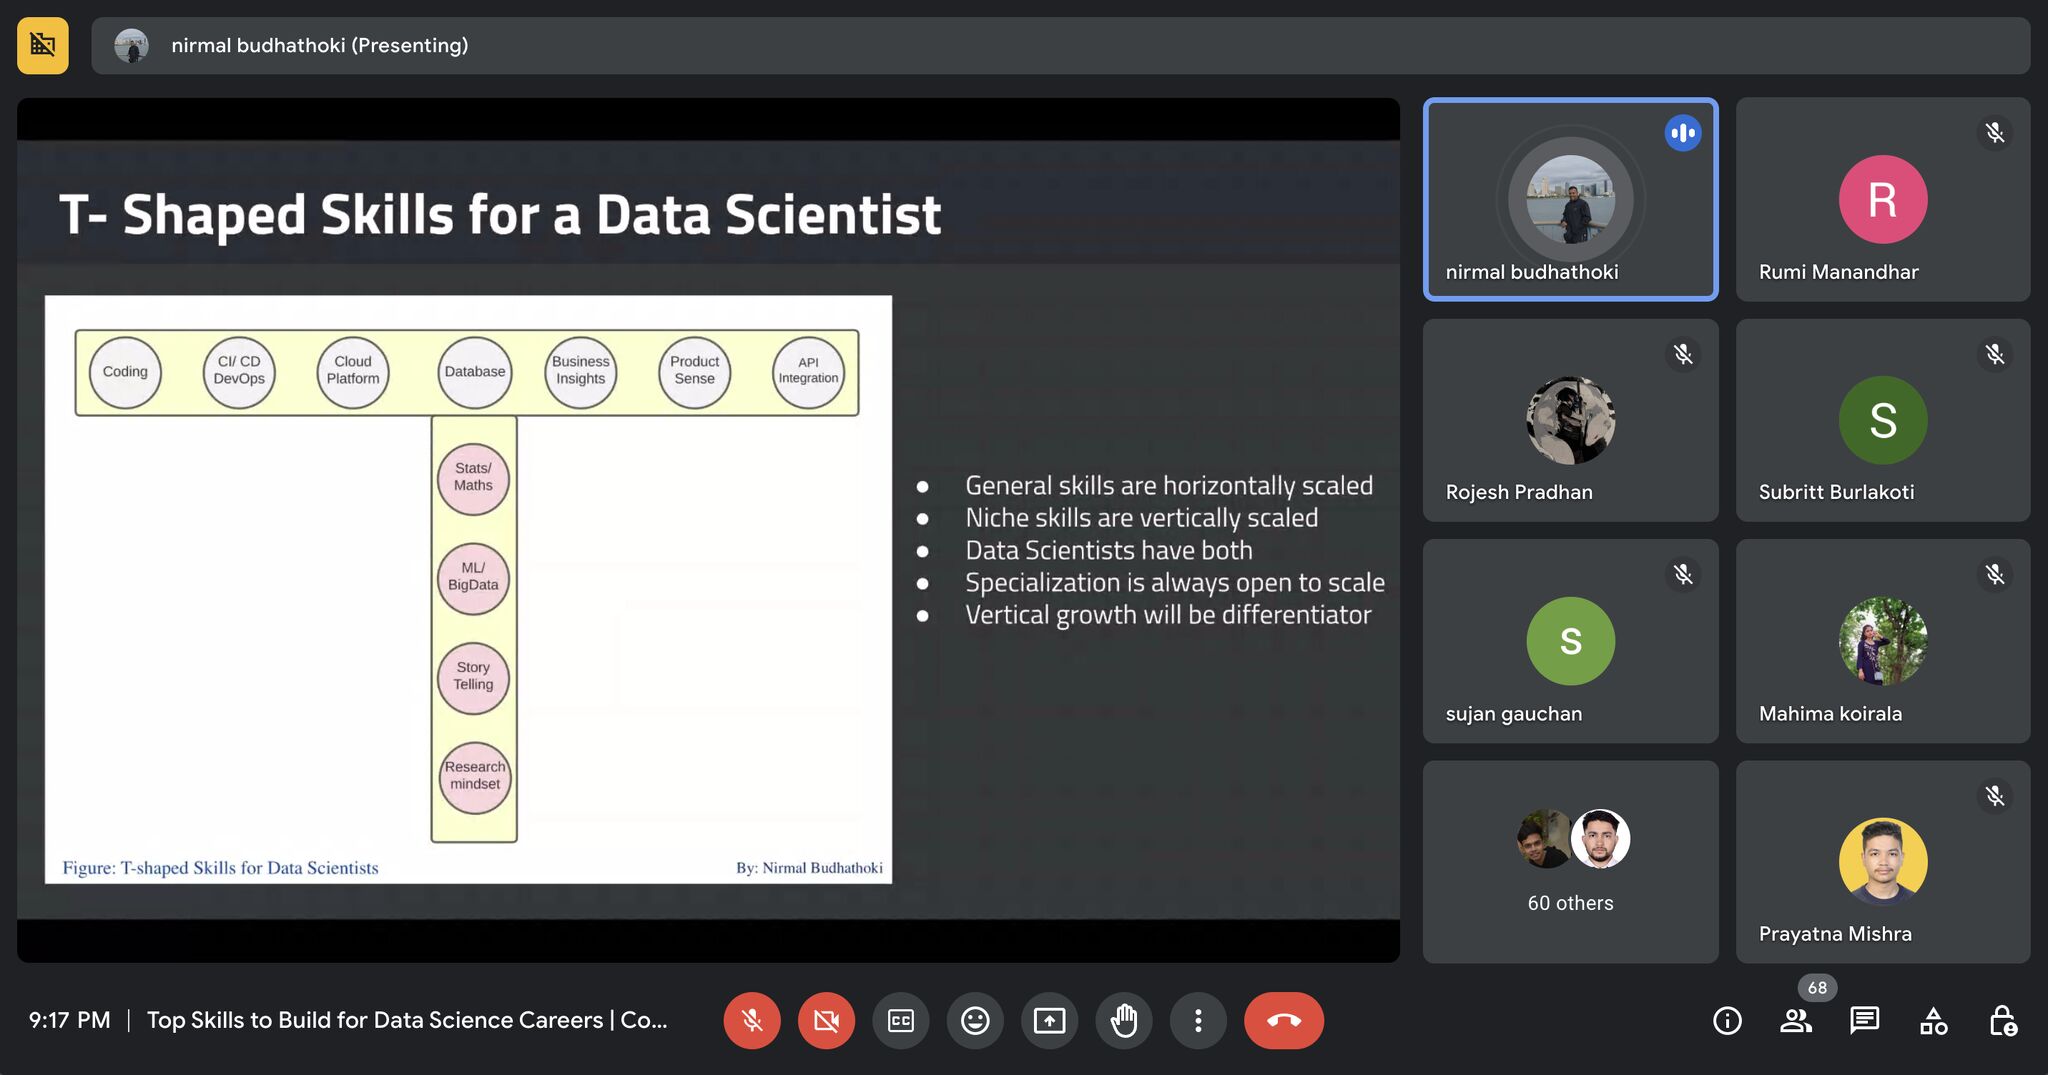 nirmal budhathoki (Presenting)
T- Shaped Skills for a Data Scientist
Coding
CI/ CD
DevOps
Cloud
Platform
Database
Business
Insights
Product
Sense
API
Integration
Stats/
Maths
ML/
BigData
Story
Telling
Research
mindset
Figure: T-shaped Skills for Data Scientists
By: Nirmal Budhathoki
● General skills are horizontally scaled
● Niche skills are vertically scaled
● Data Scientists have both
● Specialization is always open to scale
● Vertical growth will be differentiator
nirmal budhathoki
R
Rumi Manandhar
Rojesh Pradhan
S
Subritt Burlakoti
s
sujan gauchan
Mahima koirala
60 others
Prayatna Mishra
9:17 PM | Top Skills to Build for Data Science Careers | Co...
CC
68